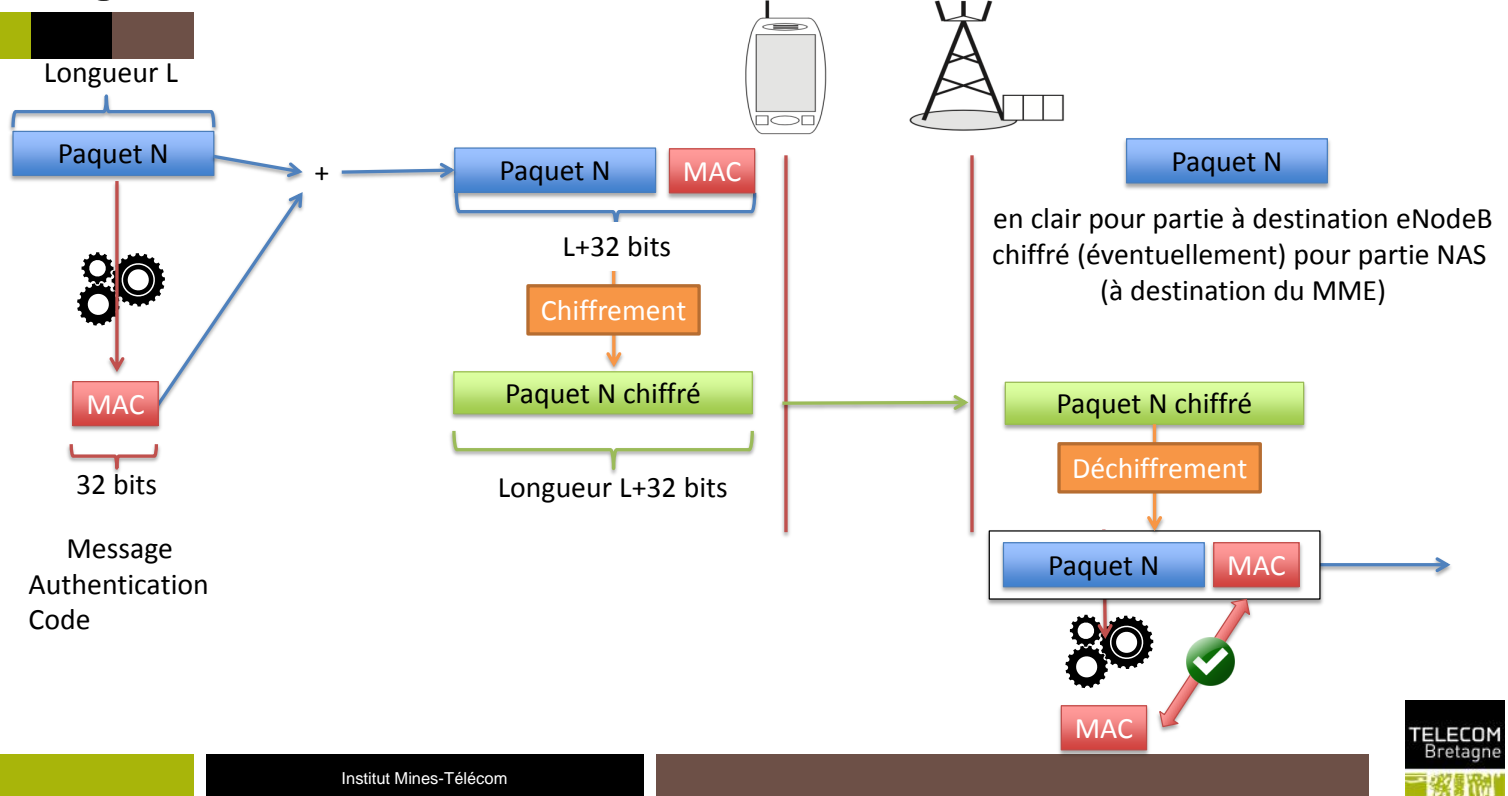 Longueur L
Paquet N
+
MAC
32 bits
Message
Authentication
Code
Paquet N
MAC
L+32 bits
Chiffrement
Paquet N chiffré
Longueur L+32 bits
Paquet N
en clair pour partie à destination eNodeB
chiffré (éventuellement) pour partie NAS
(à destination du MME)
Paquet N chiffré
Déchiffrement
Paquet N
MAC
MAC
Institut Mines-Télécom
TELECOM
Bretagne